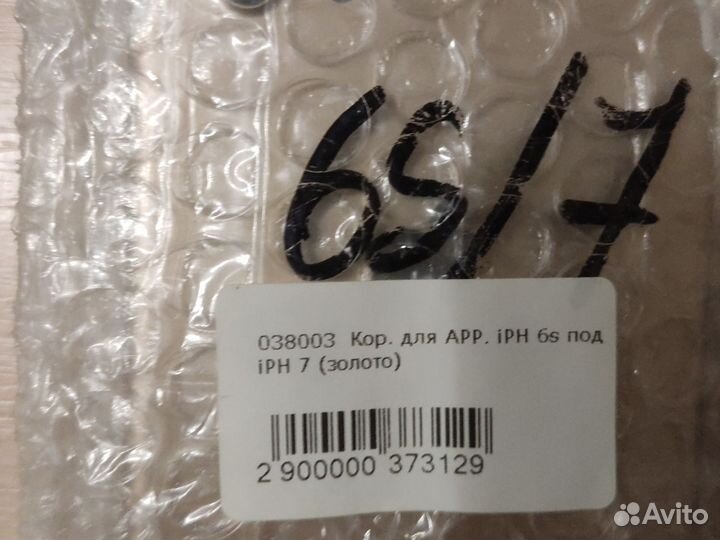 6S/7
038003 Кор. для APP. iPH 6s под
iPH 7 (золото)
2 900000 373129
Avito